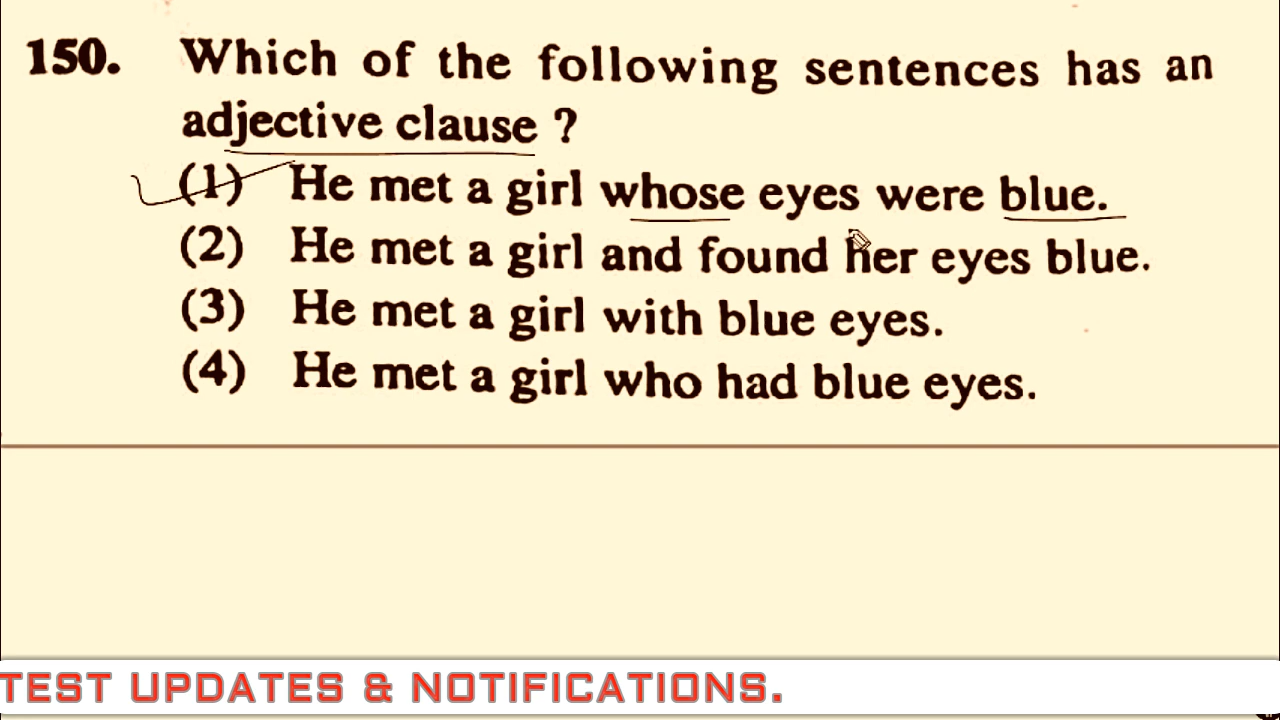 150. Which of the following sentences has an
adjective clause ?
(1) He met a girl whose eyes were blue.
(2) He met a girl and found her eyes blue.
(3) He met a girl with blue eyes.
(4) He met a girl who had blue eyes.
TEST UPDATES & NOTIFICATIONS.